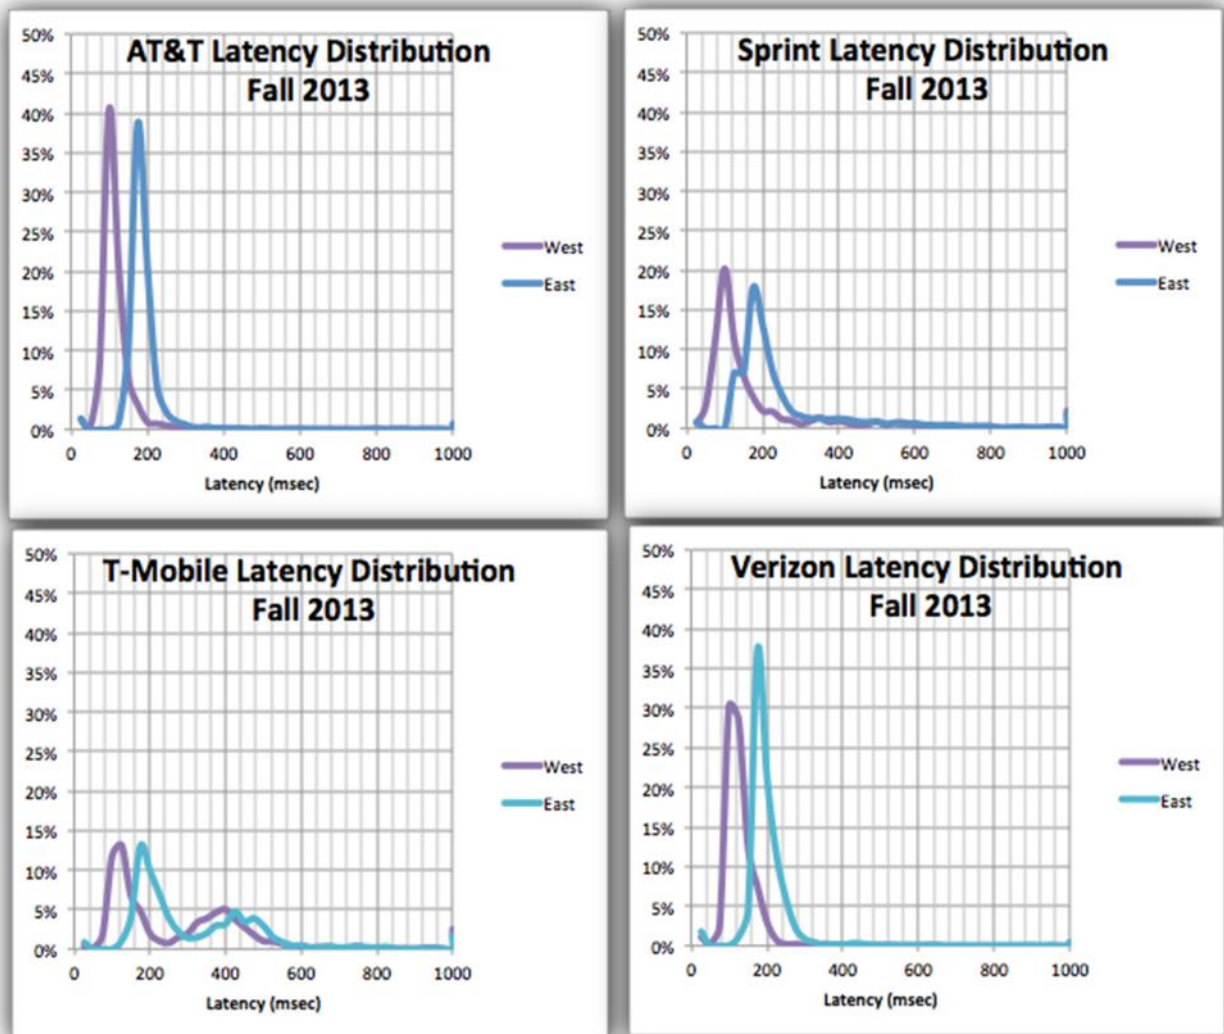 AT&T Latency Distribution
Fall 2013
50%
45%
40%
35%
30%
25%
20%
15%
10%
5%
0%
0 200 400 600 800 1000
Latency (msec)
West
East
Sprint Latency Distribution
Fall 2013
50%
45%
40%
35%
30%
25%
20%
15%
10%
5%
0%
0 200 400 600 800 1000
Latency (msec)
West
East
T-Mobile Latency Distribution
Fall 2013
50%
45%
40%
35%
30%
25%
20%
15%
10%
5%
0%
0 200 400 600 800 1000
Latency (msec)
West
East
Verizon Latency Distribution
Fall 2013
50%
45%
40%
35%
30%
25%
20%
15%
10%
5%
0%
0 200 400 600 800 1000
Latency (msec)
West
East